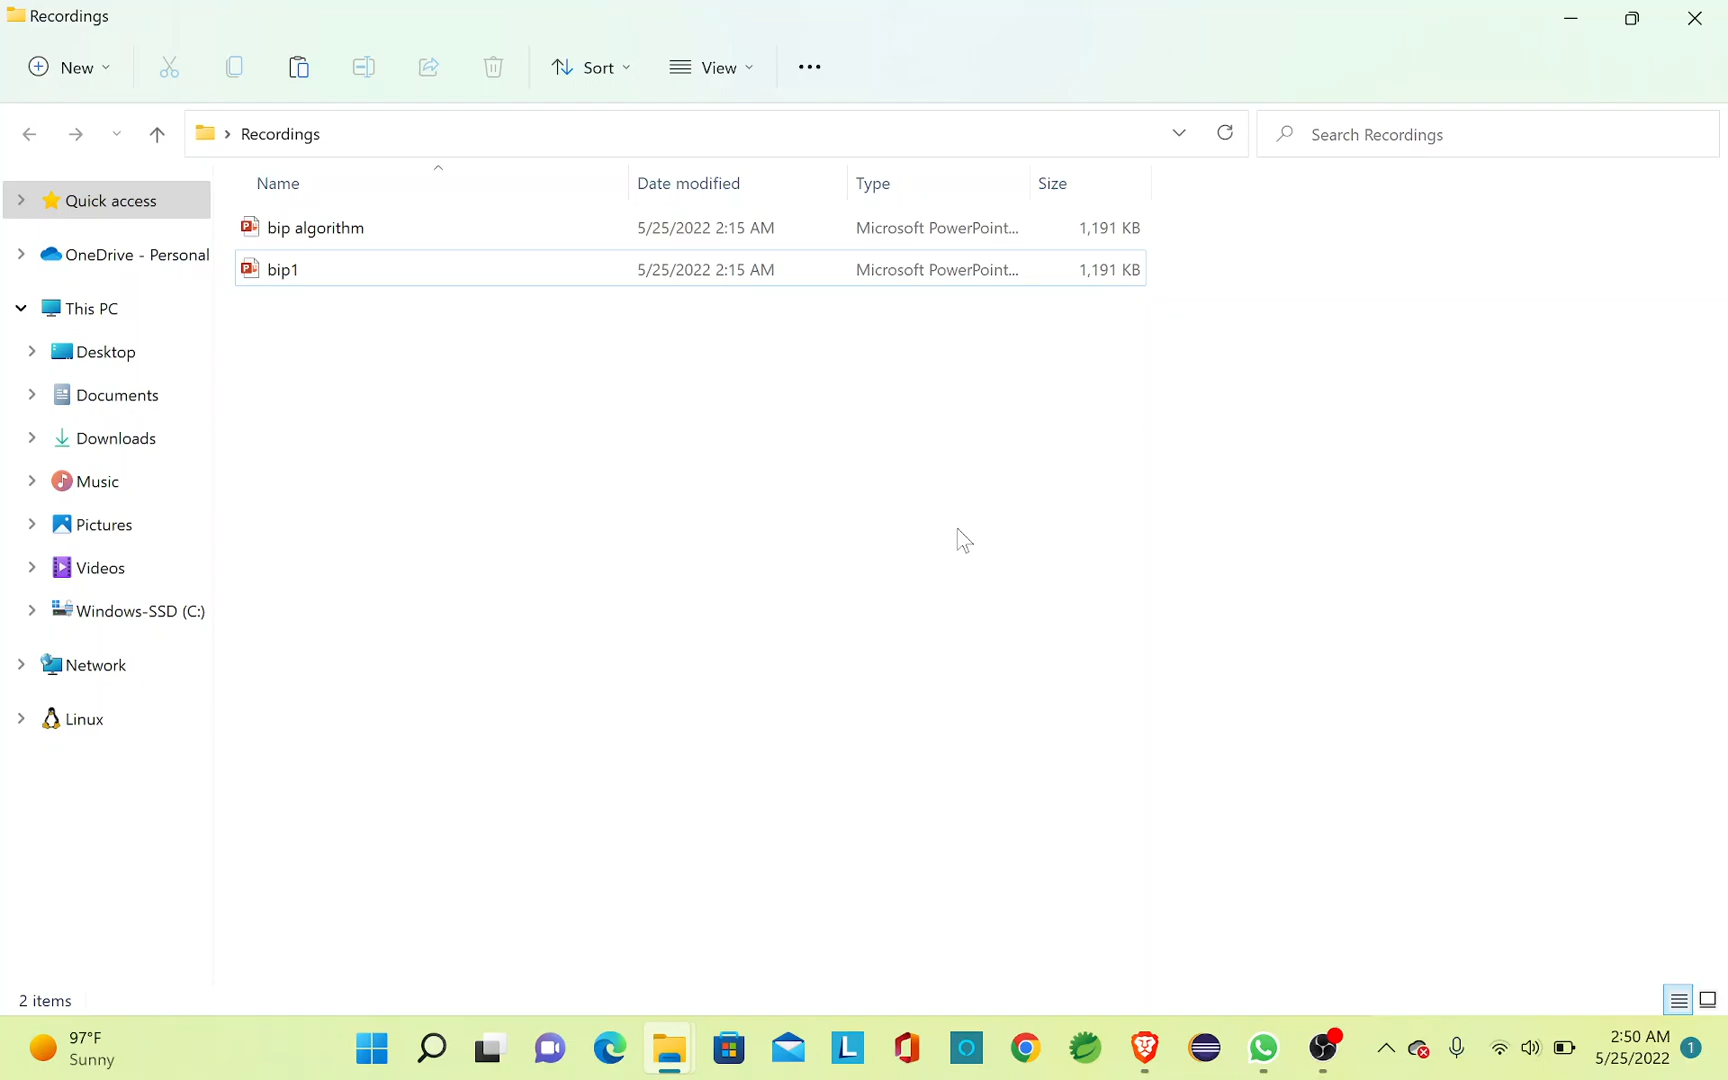 Recordings
New
Sort
View
Recordings
Search Recordings
Name
Date modified
Type
Size
bip algorithm
5/25/2022 2:15 AM
Microsoft PowerPoint...
1,191 KB
bip1
5/25/2022 2:15 AM
Microsoft PowerPoint...
1,191 KB
Quick access
OneDrive - Personal
This PC
Desktop
Documents
Downloads
Music
Pictures
Videos
Windows-SSD (C:)
Network
Linux
2 items
97°F
Sunny
2:50 AM
5/25/2022
1